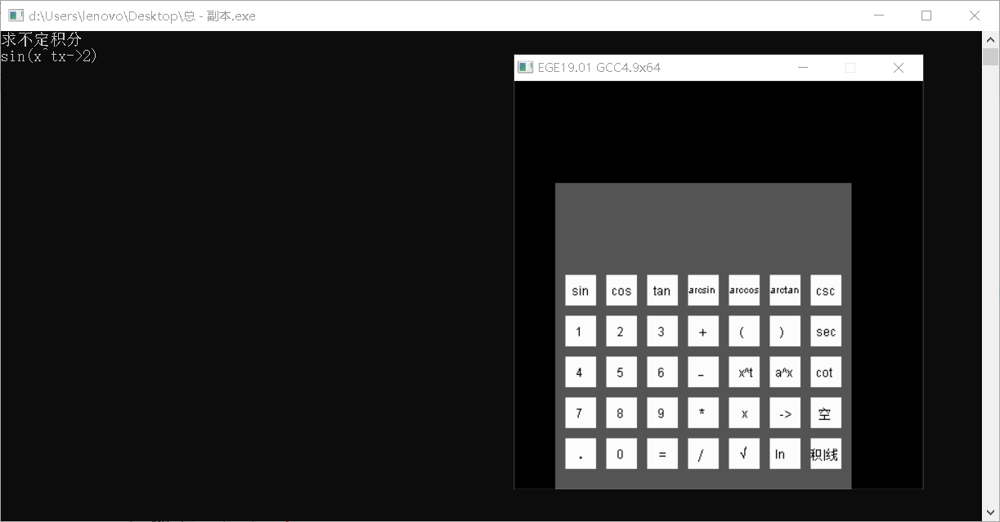 d:\Users\lenovo\Desktop\总 - 副本.exe
求不定积分
sin(x^tx->2)
EGE19.01 GCC4.9x64
sin cos tan arcsin arccos arctan csc
1 2 3 + ( ) sec
4 5 6 - x^t a^x cot
7 8 9 * x -> 空
. 0 = / √ ln 积线